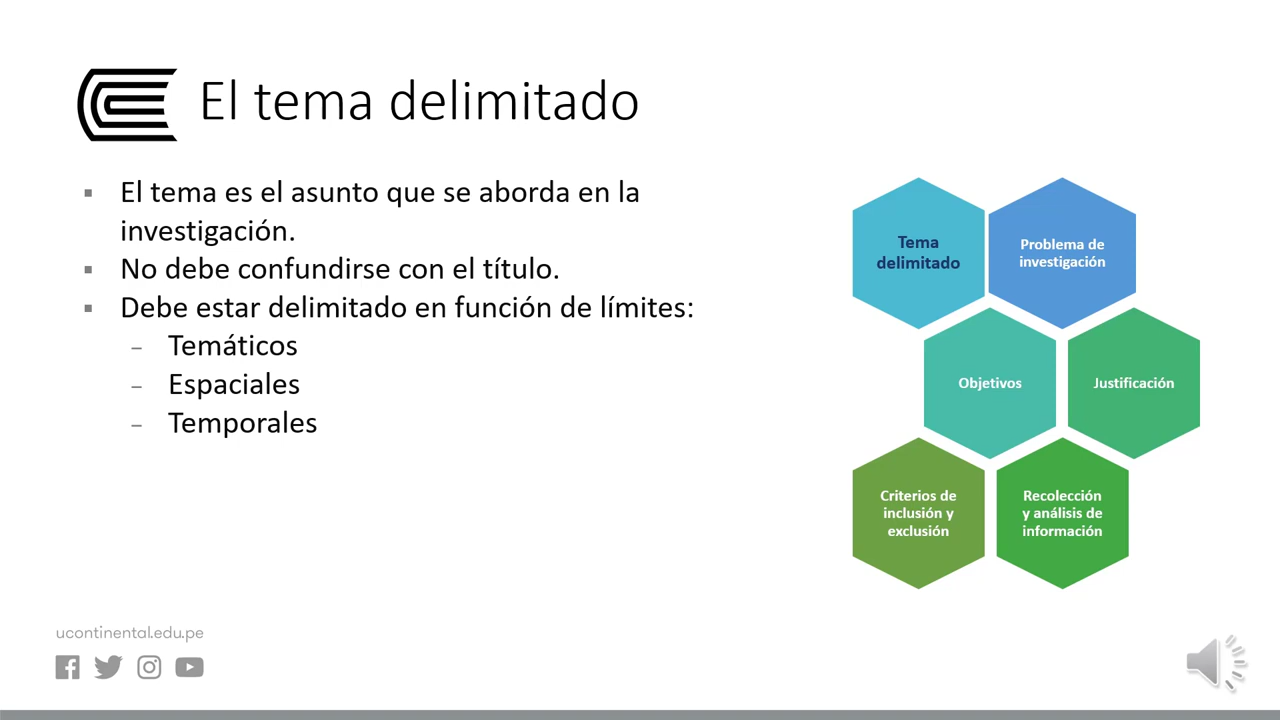 El tema delimitado
▪ El tema es el asunto que se aborda en la
investigación.
▪ No debe confundirse con el título.
▪ Debe estar delimitado en función de límites:
– Temáticos
– Espaciales
– Temporales
Tema
delimitado
Problema de
investigación
Objetivos
Justificación
Criterios de
inclusión y
exclusión
Recolección
y análisis de
información
ucontinental.edu.pe